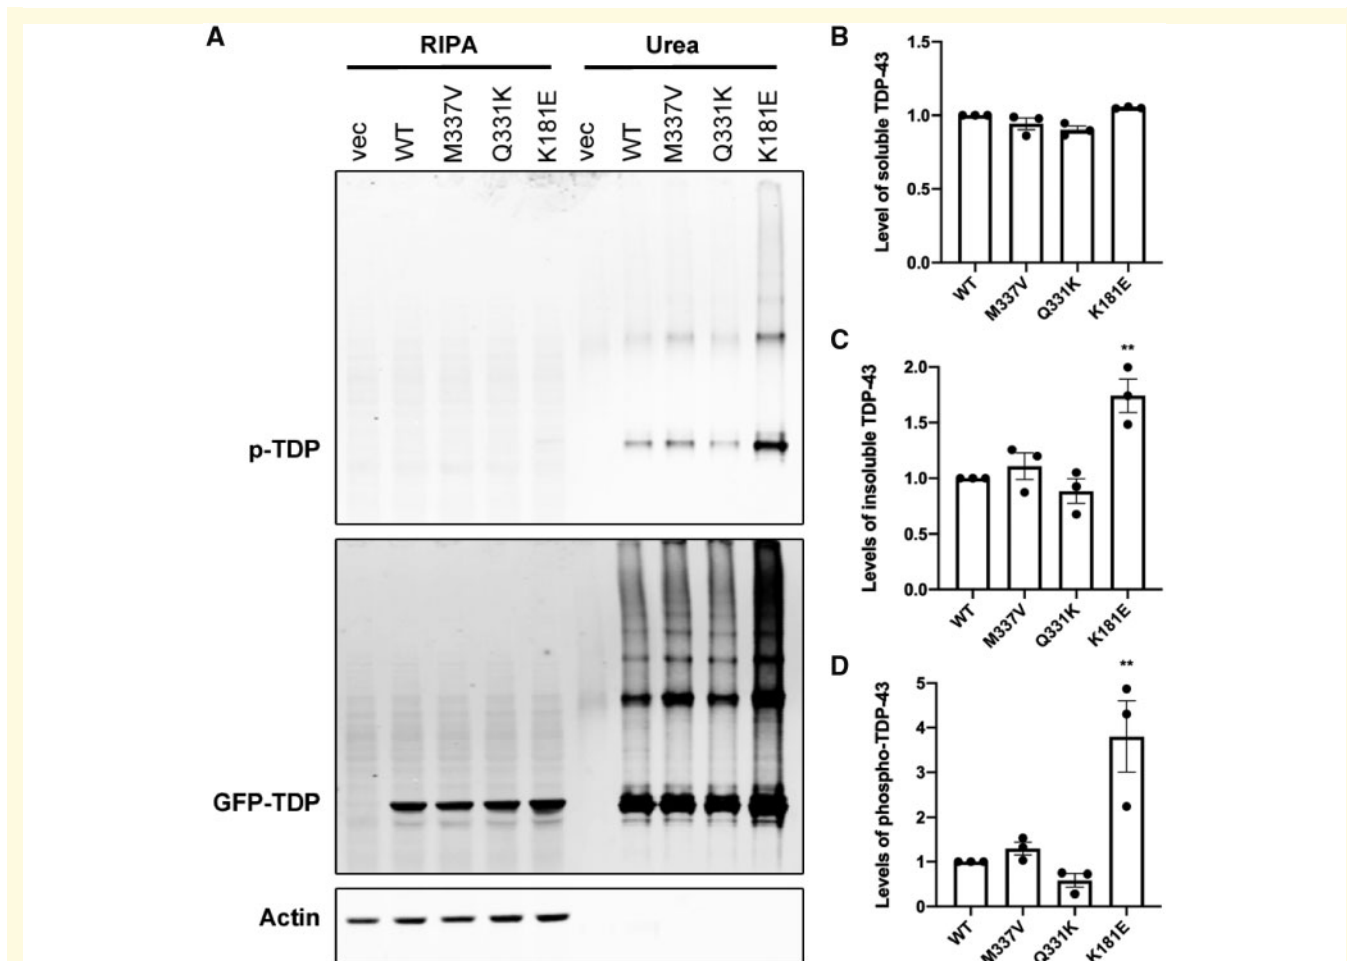 A
RIPA
Urea
vec
WT
M337V
Q331K
K181E
vec
WT
M337V
Q331K
K181E
p-TDP
GFP-TDP
Actin
B
Level of soluble TDP-43
1.5
1.0
0.5
0.0
WT
M337V
Q331K
K181E
C
Levels of insoluble TDP-43
**
2.0
1.5
1.0
0.5
0.0
WT
M337V
Q331K
K181E
D
Levels of phospho-TDP-43
**
5
4
3
2
1
0
WT
M337V
Q331K
K181E